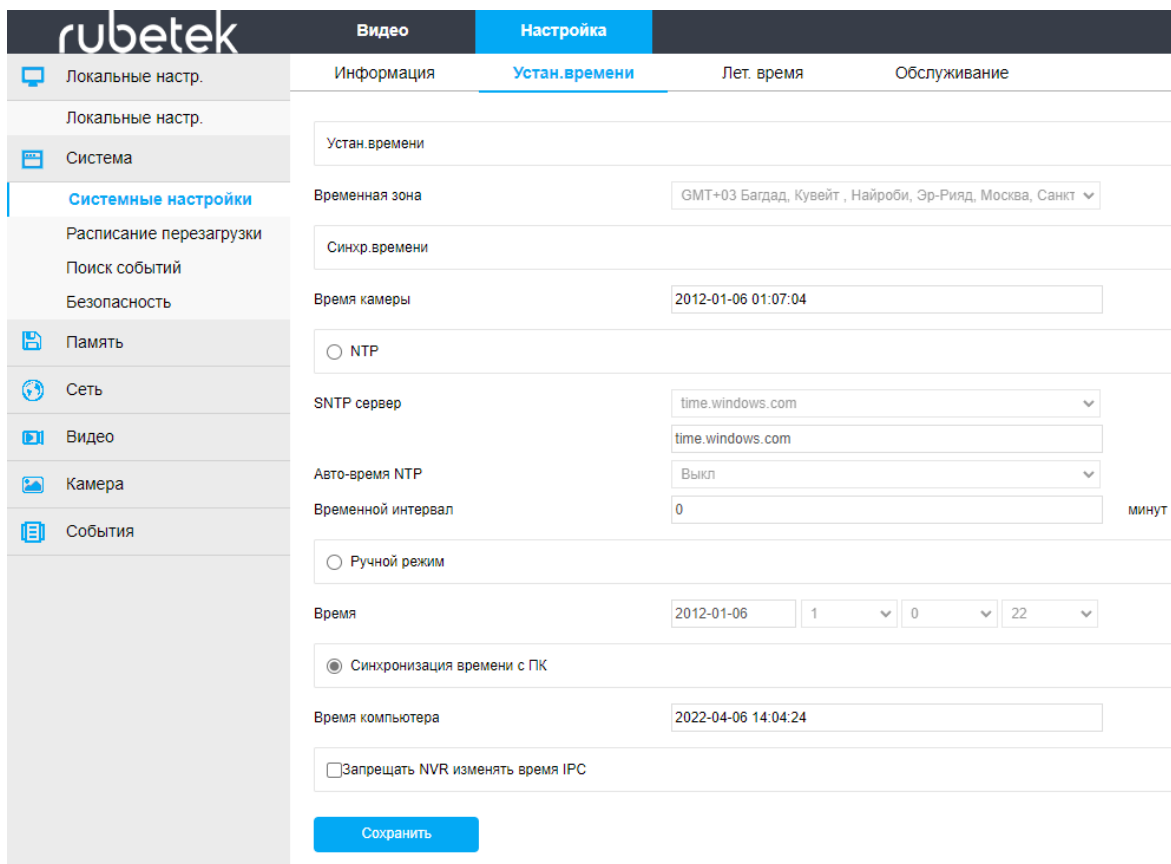 rubetek
Видео
Настройка
Локальные настр.
Локальные настр.
Система
Системные настройки
Расписание перезагрузки
Поиск событий
Безопасность
Память
Сеть
Видео
Камера
События
Информация
Устан.времени
Лет. время
Обслуживание
Устан.времени
Временная зона GMT+03 Багдад, Кувейт , Найроби, Эр-Рияд, Москва, Санкт
Синхр.времени
Время камеры 2012-01-06 01:07:04
NTP
SNTP сервер time.windows.com
time.windows.com
Авто-время NTP Выкл
Временной интервал 0 минут
Ручной режим
Время 2012-01-06 1 0 22
Синхронизация времени с ПК
Время компьютера 2022-04-06 14:04:24
Запрещать NVR изменять время IPC
Сохранить